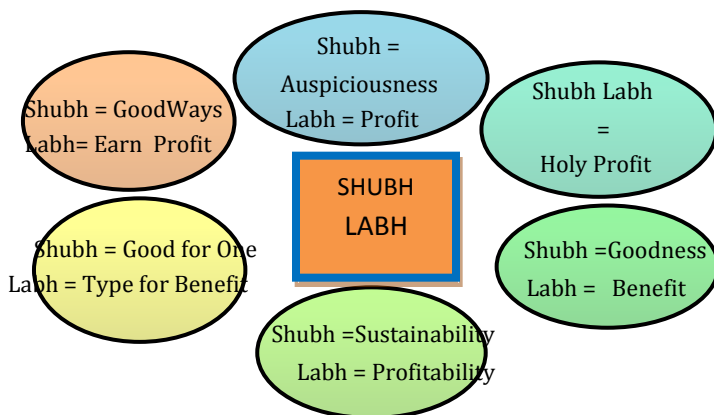 Shubh =
Auspiciousness
Labh = Profit
Shubh = GoodWays
Labh= Earn Profit
Shubh Labh
=
Holy Profit
SHUBH
LABH
Shubh = Good for One
Labh = Type for Benefit
Shubh =Goodness
Labh = Benefit
Shubh =Sustainability
Labh = Profitability